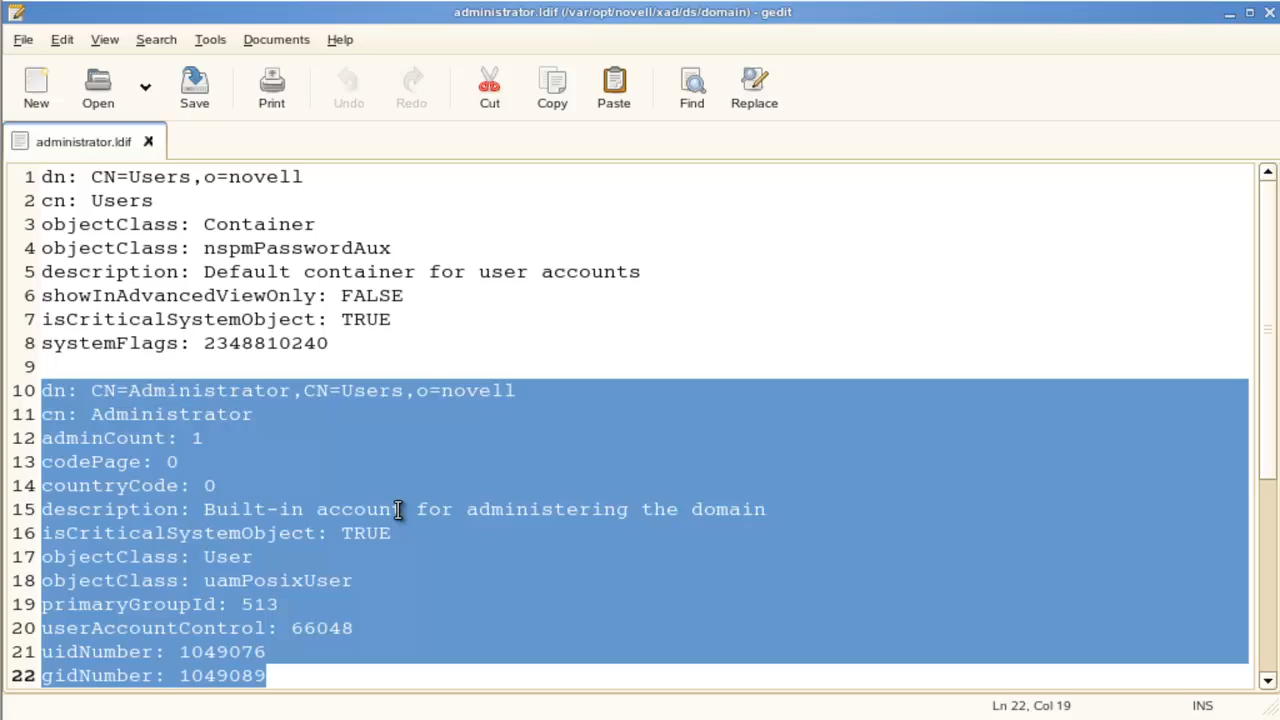 administrator.ldif (/var/opt/novell/xad/ds/domain) - gedit
File Edit View Search Tools Documents Help
New Open Save Print Undo Redo Cut Copy Paste Find Replace
administrator.ldif
1 dn: CN=Users,o=novell
2 cn: Users
3 objectClass: Container
4 objectClass: nspmPasswordAux
5 description: Default container for user accounts
6 showInAdvancedViewOnly: FALSE
7 isCriticalSystemObject: TRUE
8 systemFlags: 2348810240
9
10 dn: CN=Administrator,CN=Users,o=novell
11 cn: Administrator
12 adminCount: 1
13 codePage: 0
14 countryCode: 0
15 description: Built-in account for administering the domain
16 isCriticalSystemObject: TRUE
17 objectClass: User
18 objectClass: uamPosixUser
19 primaryGroupId: 513
20 userAccountControl: 66048
21 uidNumber: 1049076
22 gidNumber: 1049089
Ln 22, Col 19 INS